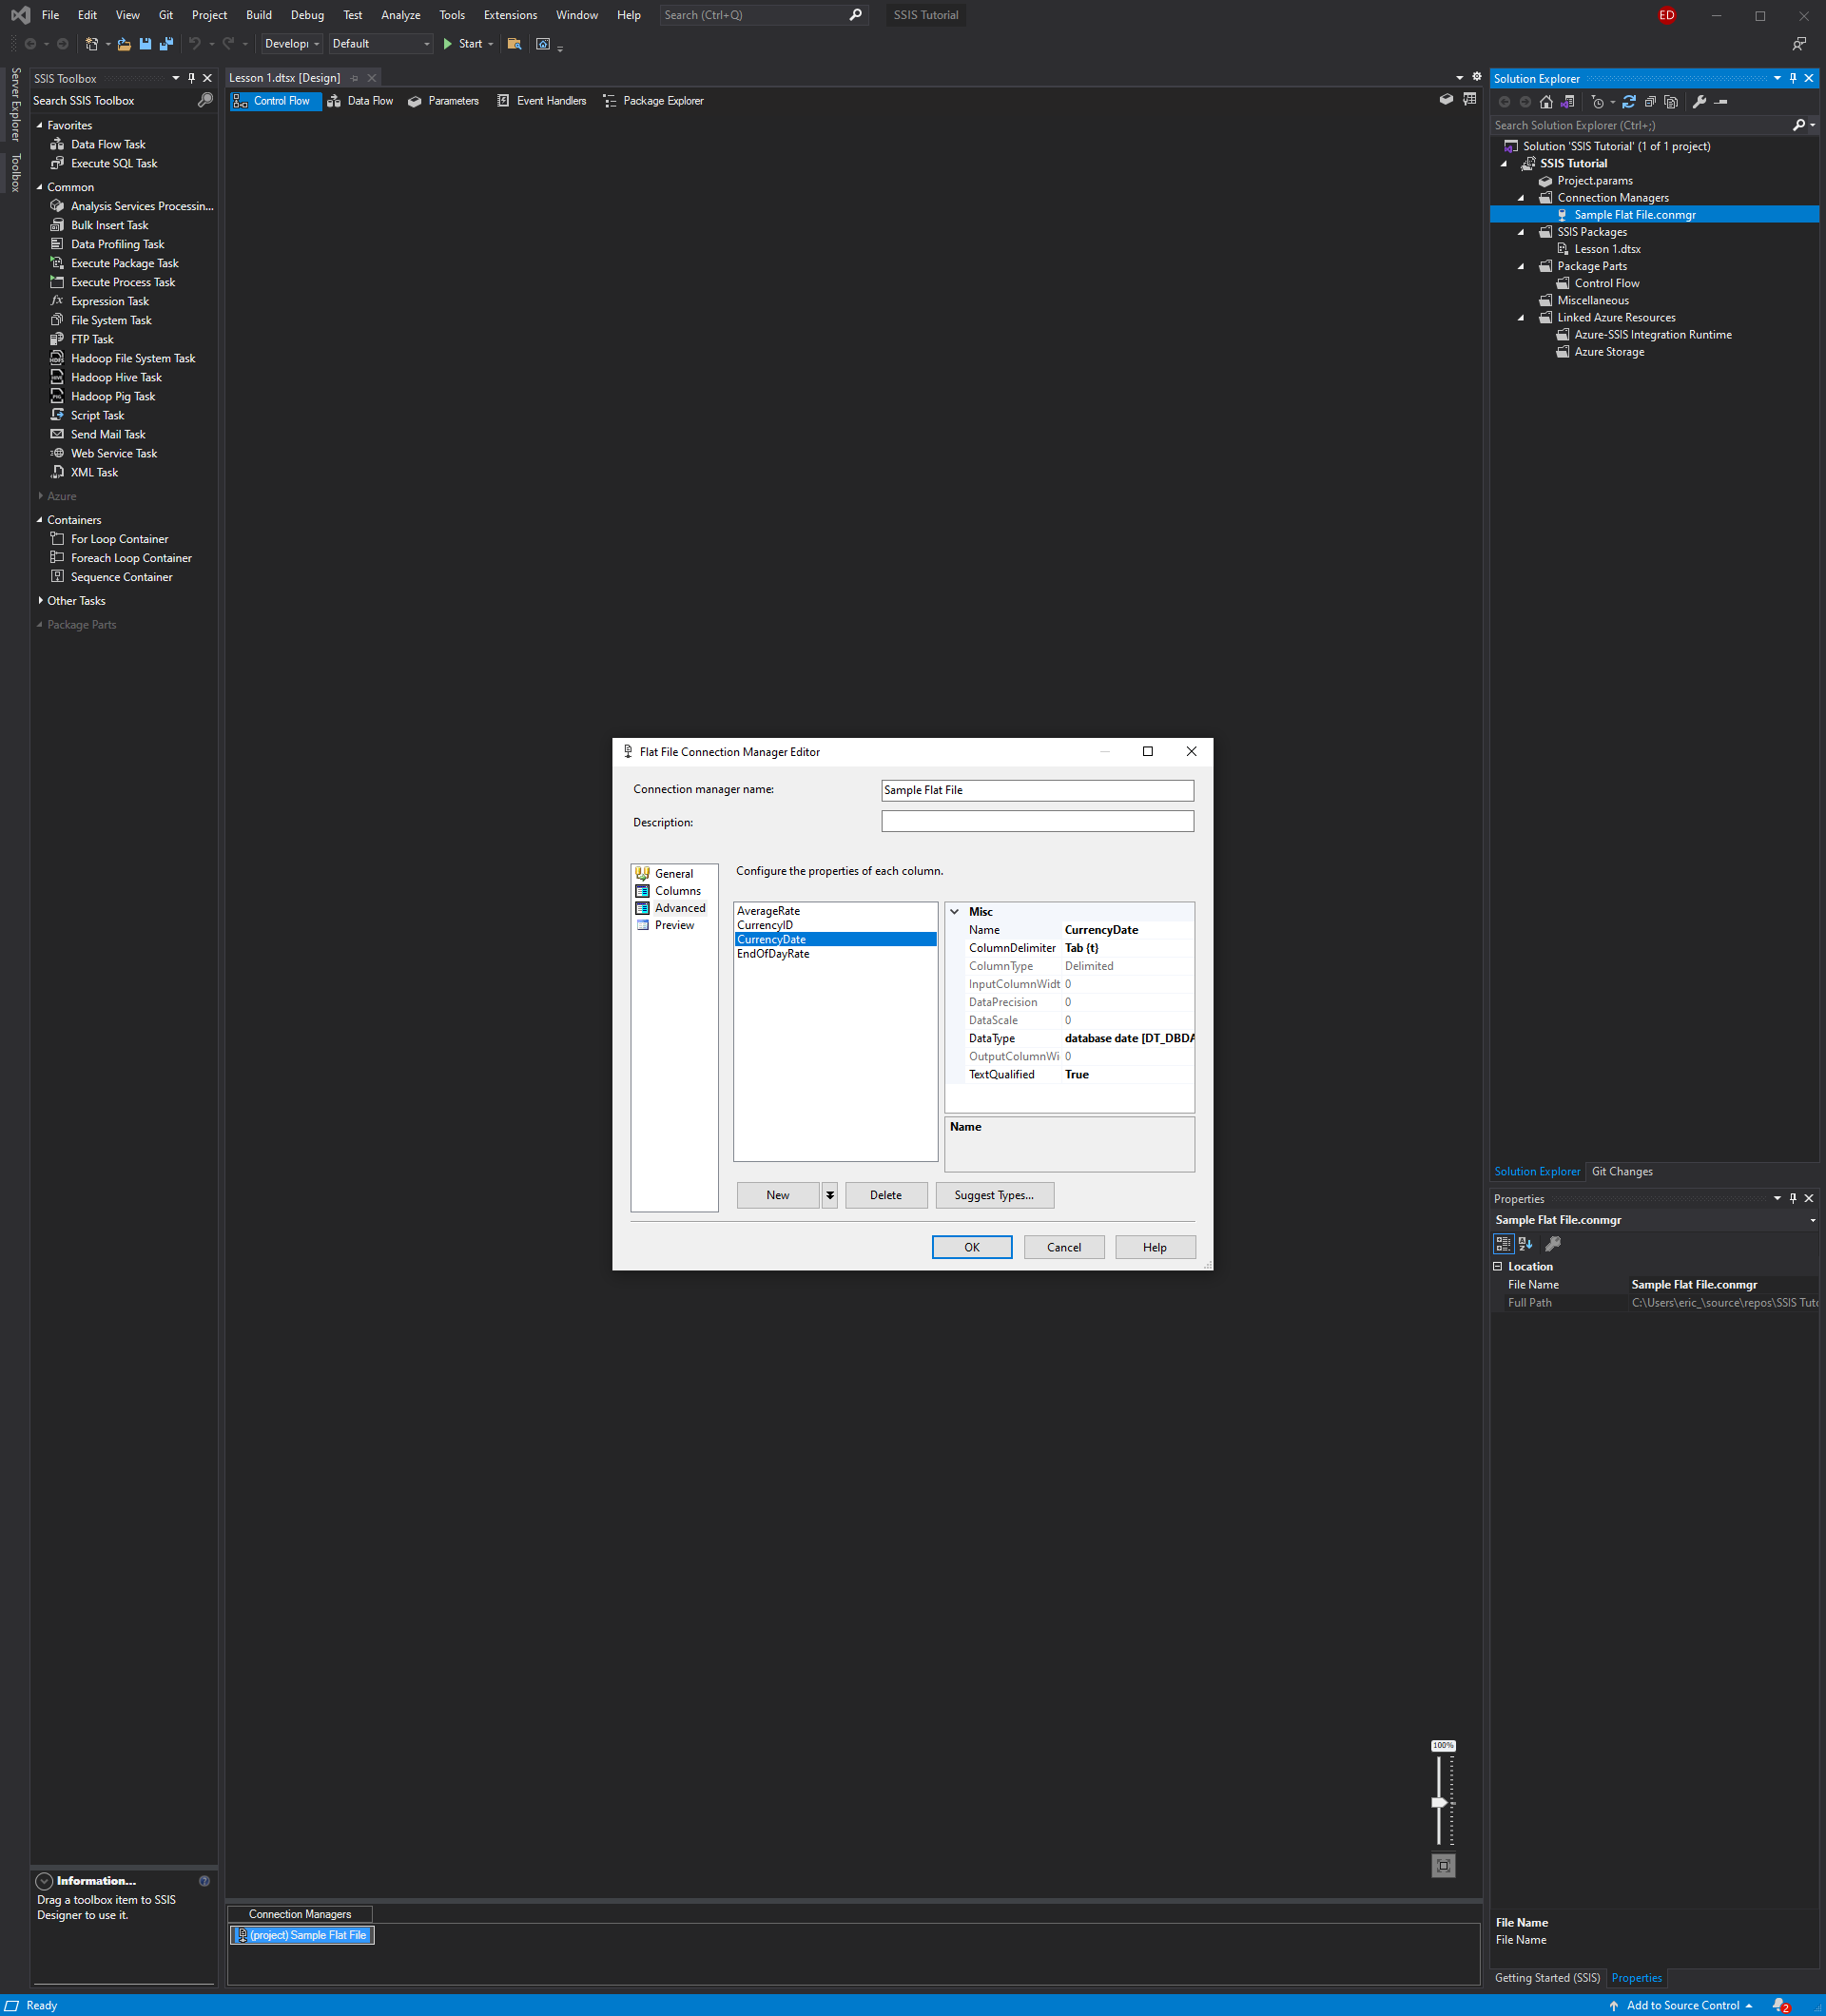 File Edit View Git Project Build Debug Test Analyze Tools Extensions Window Help Search (Ctrl+Q) SSIS Tutorial ED
Developi Default Start
Server Explorer
Toolbox
SSIS Toolbox
Search SSIS Toolbox
Favorites
Data Flow Task
Execute SQL Task
Common
Analysis Services Processin...
Bulk Insert Task
Data Profiling Task
Execute Package Task
Execute Process Task
Expression Task
File System Task
FTP Task
Hadoop File System Task
Hadoop Hive Task
Hadoop Pig Task
Script Task
Send Mail Task
Web Service Task
XML Task
Azure
Containers
For Loop Container
Foreach Loop Container
Sequence Container
Other Tasks
Package Parts
Information...
Drag a toolbox item to SSIS
Designer to use it.
Lesson 1.dtsx [Design]
Control Flow Data Flow Parameters Event Handlers Package Explorer
Flat File Connection Manager Editor
Connection manager name: Sample Flat File
Description:
General
Columns
Advanced
Preview
Configure the properties of each column.
AverageRate
CurrencyID
CurrencyDate
EndOfDayRate
Misc
Name CurrencyDate
ColumnDelimiter Tab {t}
ColumnType Delimited
InputColumnWidt 0
DataPrecision 0
DataScale 0
DataType database date [DT_DBDA
OutputColumnWi 0
TextQualified True
Name
New Delete Suggest Types...
OK Cancel Help
100%
Connection Managers
(project) Sample Flat File
Solution Explorer
Search Solution Explorer (Ctrl+;)
Solution 'SSIS Tutorial' (1 of 1 project)
SSIS Tutorial
Project.params
Connection Managers
Sample Flat File.conmgr
SSIS Packages
Lesson 1.dtsx
Package Parts
Control Flow
Miscellaneous
Linked Azure Resources
Azure-SSIS Integration Runtime
Azure Storage
Solution Explorer Git Changes
Properties
Sample Flat File.conmgr
Location
File Name Sample Flat File.conmgr
Full Path C:\Users\eric_\source\repos\SSIS Tuto
File Name
File Name
Getting Started (SSIS) Properties
Ready Add to Source Control 2